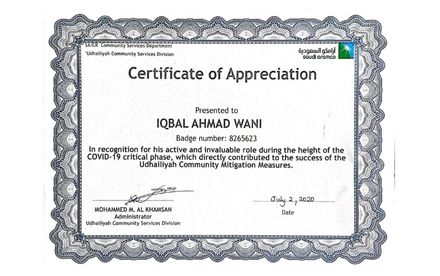 SA/CR Community Services Department
'Udhailiyah Community Services Division
أرامكو السعودية
saudi aramco
Certificate of Appreciation
Presented to
IQBAL AHMAD WANI
Badge number: 8265623
In recognition for his active and invaluable role during the height of the
COVID-19 critical phase, which directly contributed to the success of the
Udhailiyah Community Mitigation Measures.
MOHAMMED M. AL KHAMSAN
Administrator
Udhailiyah Community Services Division
July 2, 2020
Date